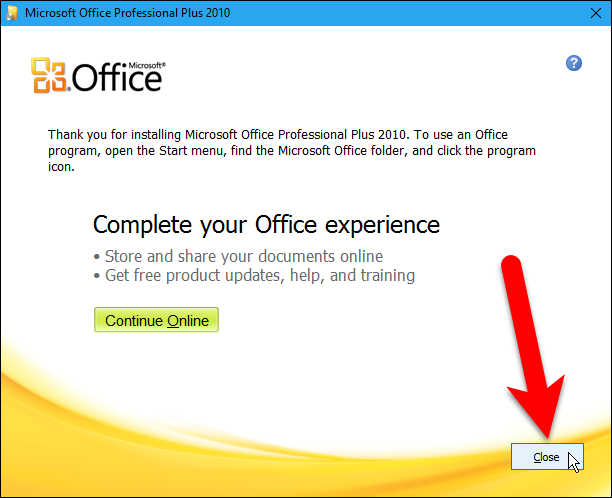 Microsoft Office Professional Plus 2010
Microsoft®
Office
?
Thank you for installing Microsoft Office Professional Plus 2010. To use an Office
program, open the Start menu, find the Microsoft Office folder, and click the program
icon.
Complete your Office experience
• Store and share your documents online
• Get free product updates, help, and training
Continue Online
Close